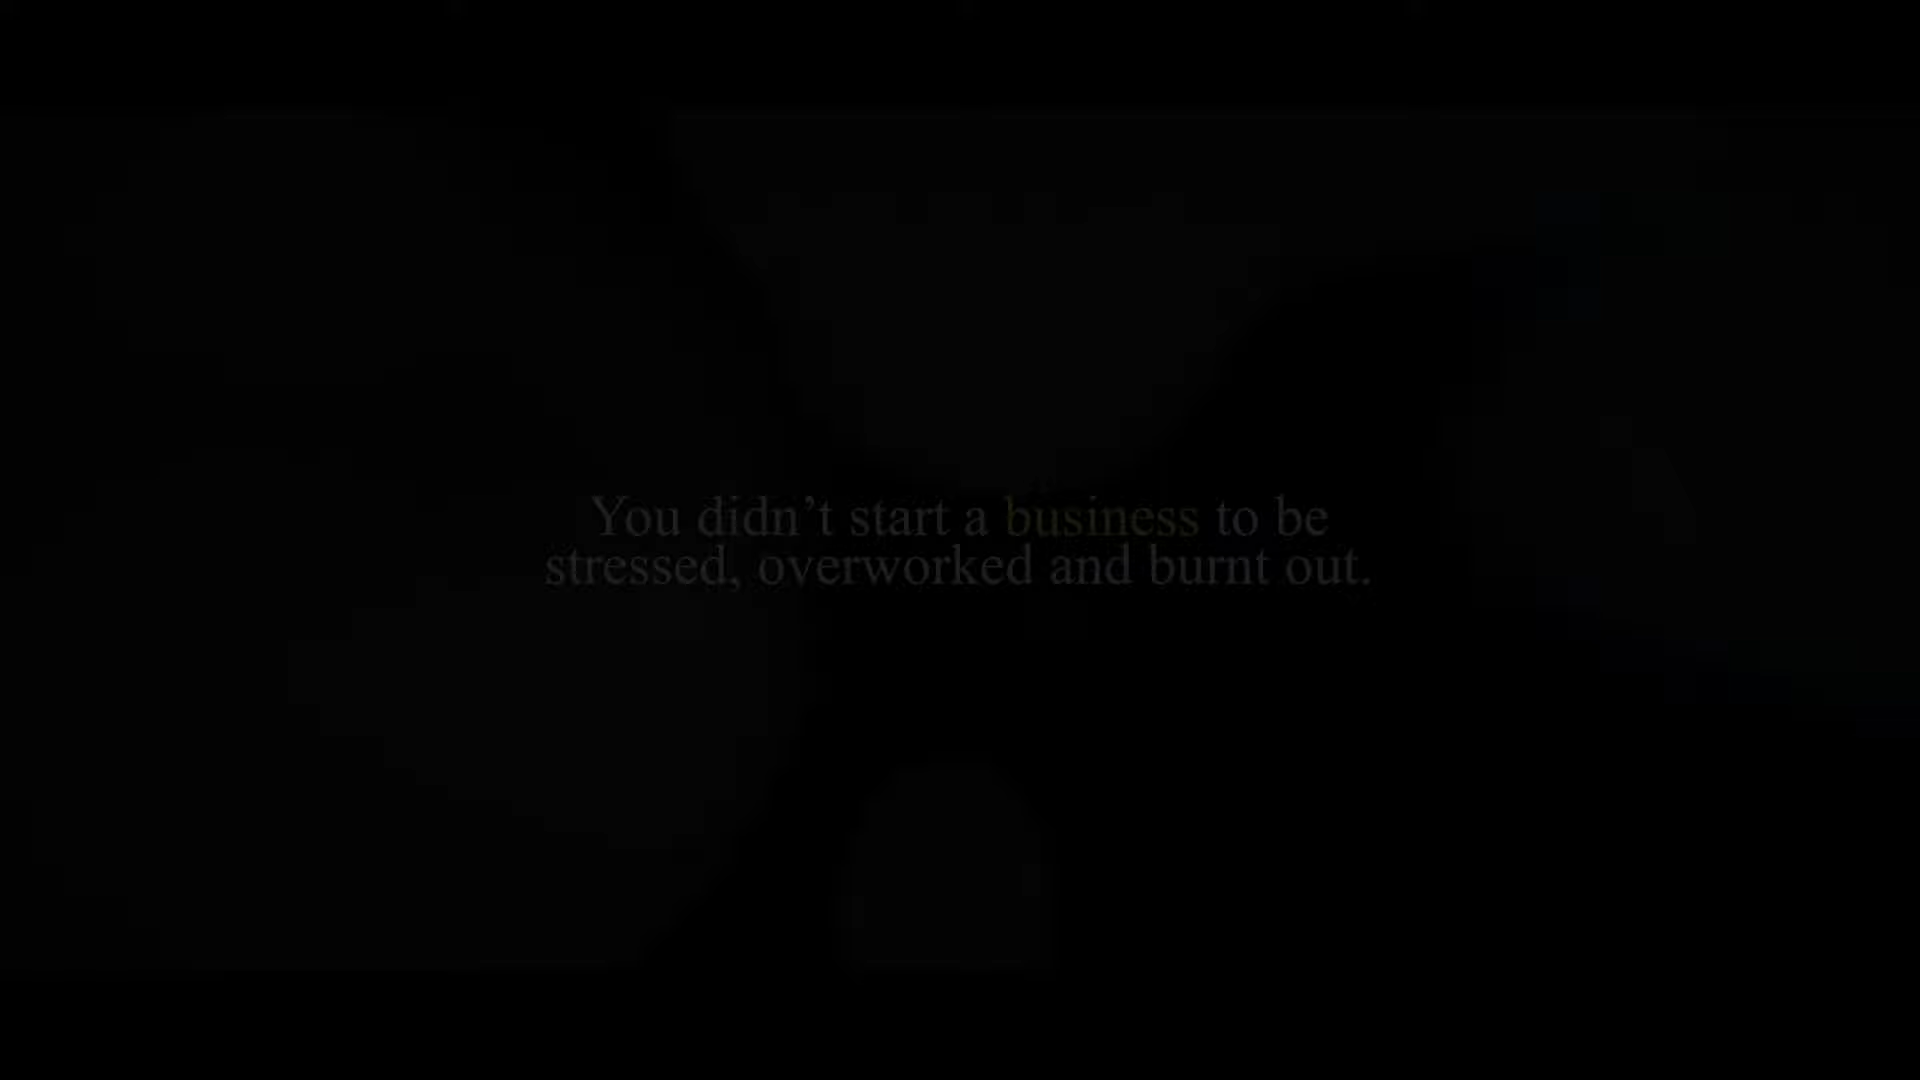 You didn’t start a business to be
stressed, overworked and burnt out.